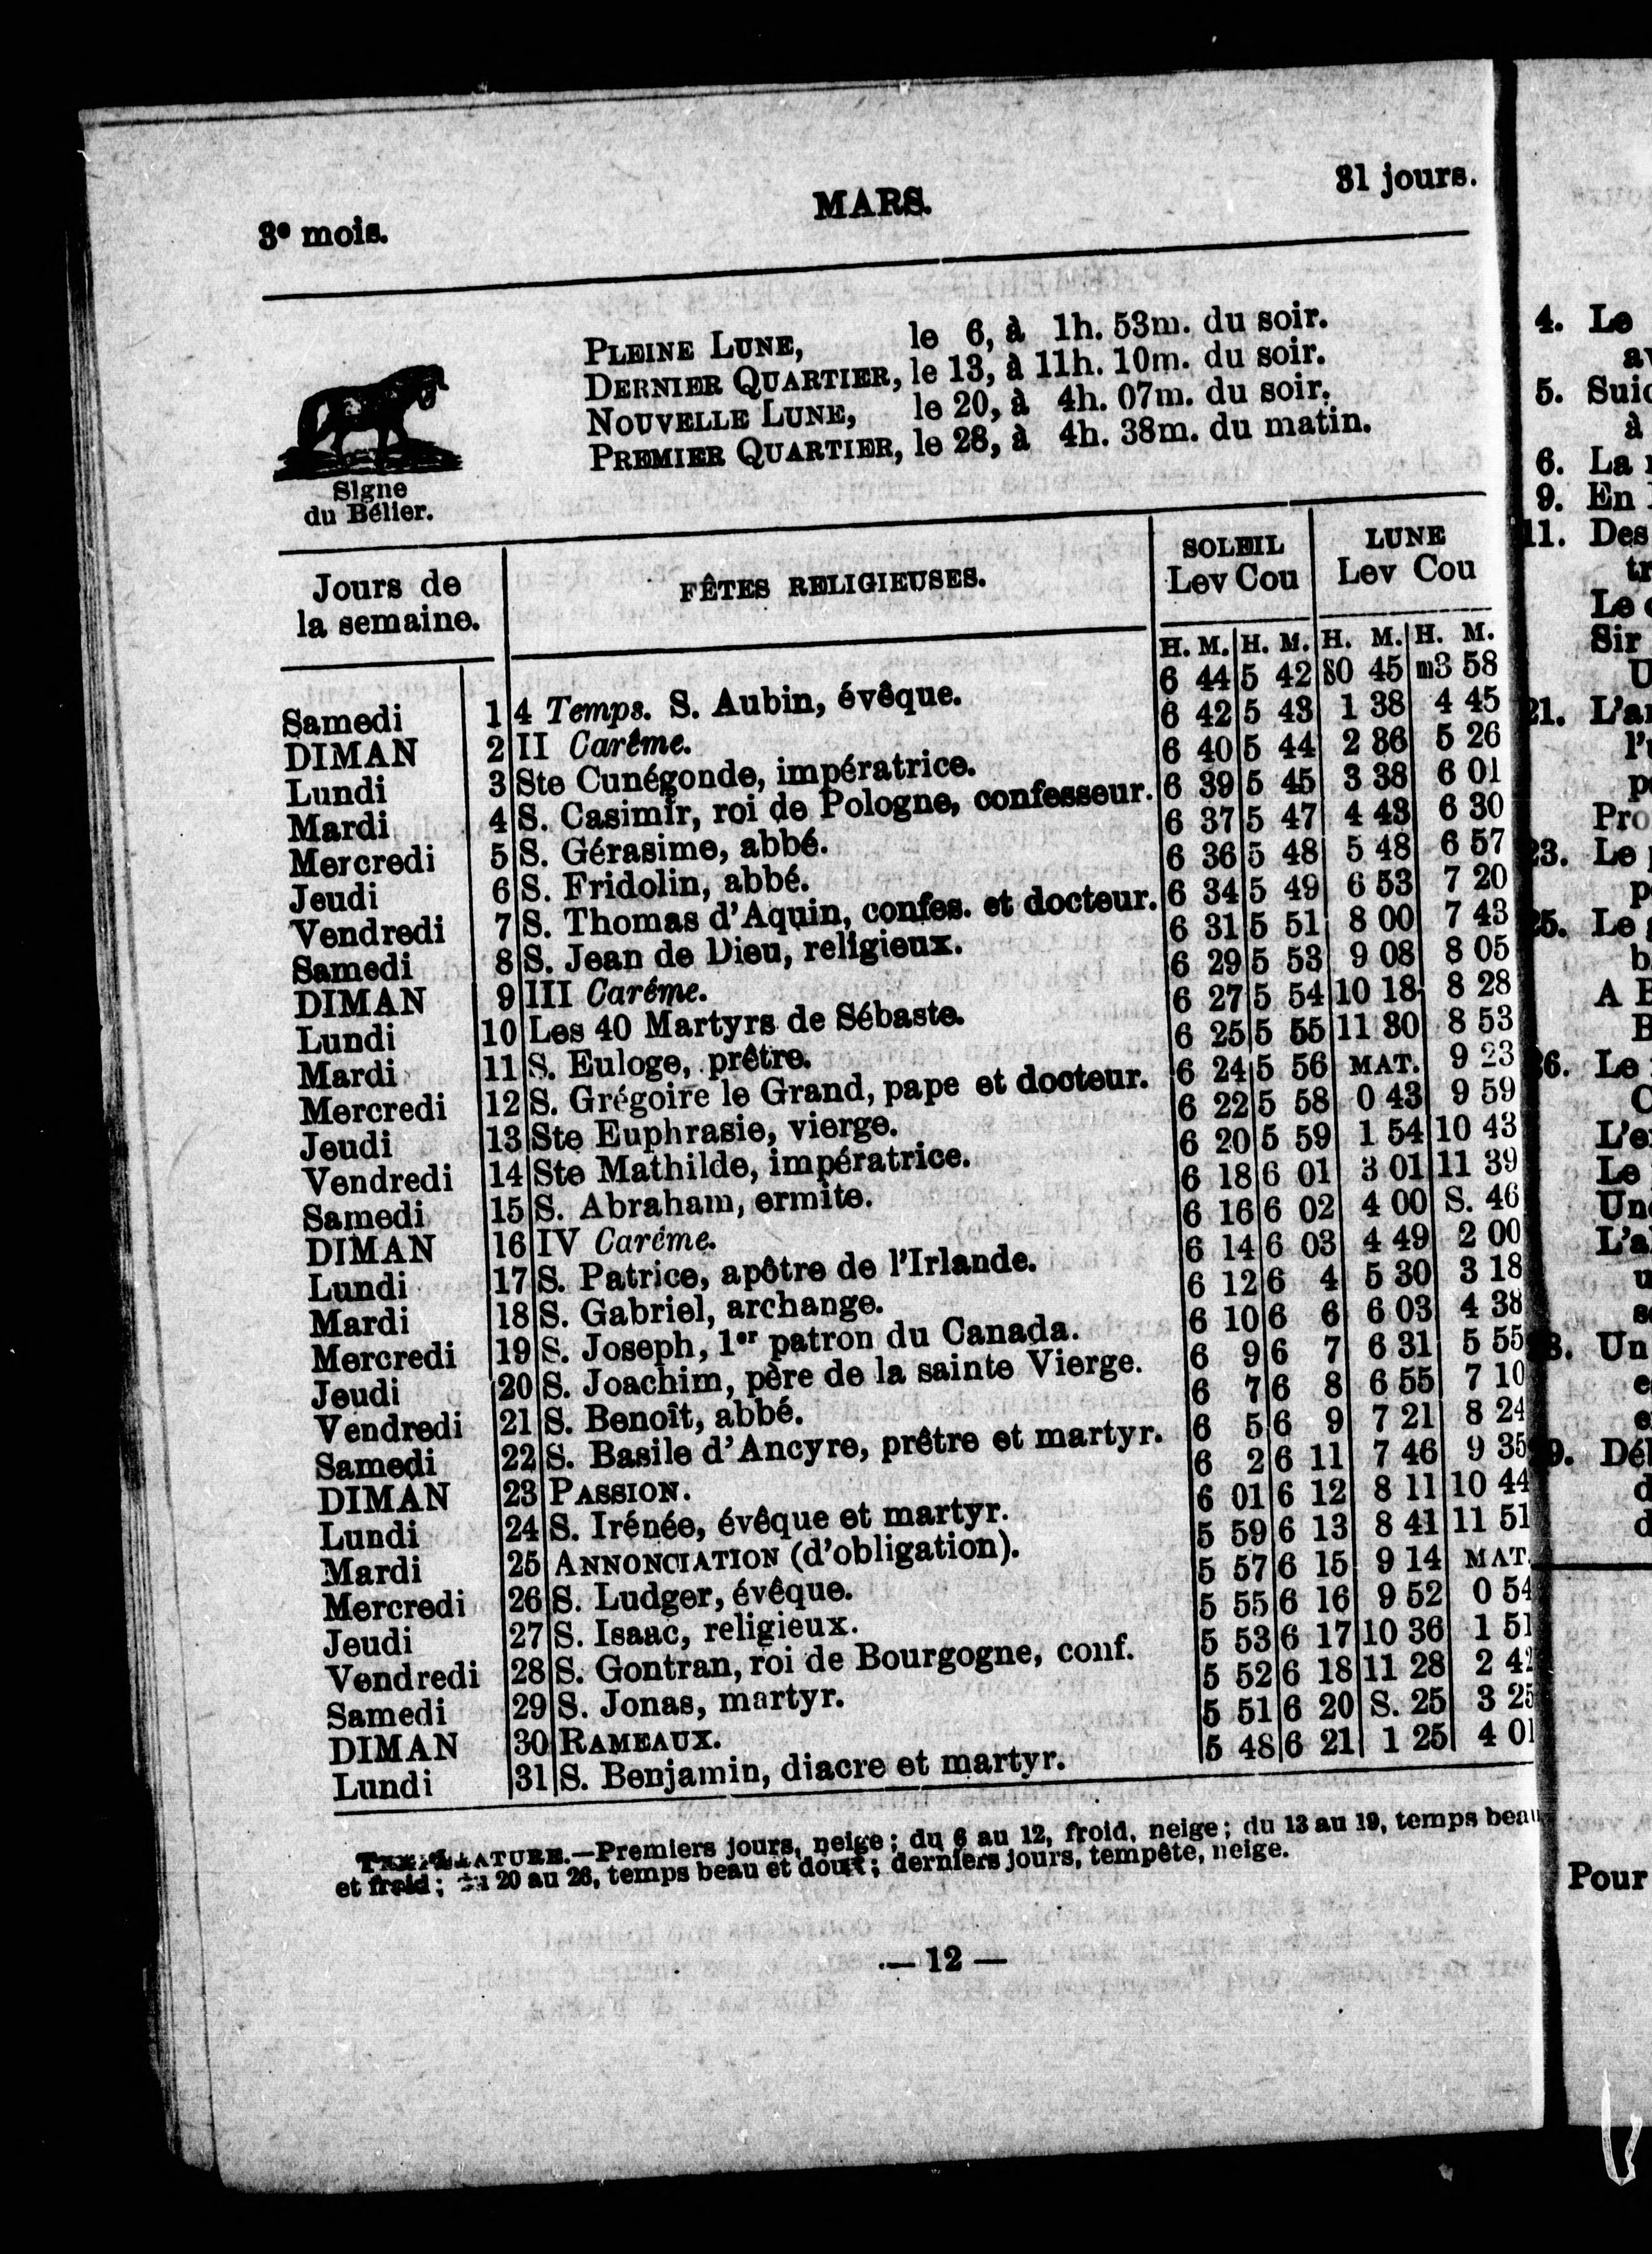 3e mois.
MARS.
31 jours.
PLEINE LUNE, le 6, à 1h. 53m. du soir.
DERNIER QUARTIER, le 13, à 11h. 10m. du soir.
NOUVELLE LUNE, le 20, à 4h. 07m. du soir.
PREMIER QUARTIER, le 28, à 4h. 38m. du matin.
Signe
du Bélier.
Jours de la semaine. FÊTES RELIGIEUSES. SOLEIL Lev Cou LUNE Lev Cou
H. M. H. M. H. M. H. M.
Samedi 1 4 Temps. S. Aubin, évêque. 6 44 5 42 S0 45 m3 58
DIMAN 2 II Carême. 6 42 5 43 1 38 4 45
Lundi 3 Ste Cunégonde, impératrice. 6 40 5 44 2 36 5 26
Mardi 4 S. Casimir, roi de Pologne, confesseur. 6 39 5 45 3 38 6 01
Mercredi 5 S. Gérasime, abbé. 6 37 5 47 4 43 6 30
Jeudi 6 S. Fridolin, abbé. 6 36 5 48 5 48 6 57
Vendredi 7 S. Thomas d'Aquin, confes. et docteur. 6 34 5 49 6 53 7 20
Samedi 8 S. Jean de Dieu, religieux. 6 31 5 51 8 00 7 43
DIMAN 9 III Carême. 6 29 5 53 9 08 8 05
Lundi 10 Les 40 Martyrs de Sébaste. 6 27 5 54 10 18 8 28
Mardi 11 S. Euloge, prêtre. 6 25 5 55 11 30 8 53
Mercredi 12 S. Grégoire le Grand, pape et docteur. 6 24 5 56 MAT. 9 23
Jeudi 13 Ste Euphrasie, vierge. 6 22 5 58 0 43 9 59
Vendredi 14 Ste Mathilde, impératrice. 6 20 5 59 1 54 10 43
Samedi 15 S. Abraham, ermite. 6 18 6 01 3 01 11 39
DIMAN 16 IV Carême. 6 16 6 02 4 00 S. 46
Lundi 17 S. Patrice, apôtre de l'Irlande. 6 14 6 03 4 49 2 00
Mardi 18 S. Gabriel, archange. 6 12 6 4 5 30 3 18
Mercredi 19 S. Joseph, 1er patron du Canada. 6 10 6 6 6 03 4 38
Jeudi 20 S. Joachim, père de la sainte Vierge. 6 9 6 7 6 31 5 55
Vendredi 21 S. Benoît, abbé. 6 7 6 8 6 55 7 10
Samedi 22 S. Basile d'Ancyre, prêtre et martyr. 6 5 6 9 7 21 8 24
DIMAN 23 PASSION. 6 2 6 11 7 46 9 35
Lundi 24 S. Irénée, évêque et martyr. 6 01 6 12 8 11 10 44
Mardi 25 ANNONCIATION (d'obligation). 5 59 6 13 8 41 11 51
Mercredi 26 S. Ludger, évêque. 5 57 6 15 9 14 MAT.
Jeudi 27 S. Isaac, religieux. 5 55 6 16 9 52 0 54
Vendredi 28 S. Gontran, roi de Bourgogne, conf. 5 53 6 17 10 36 1 51
Samedi 29 S. Jonas, martyr. 5 52 6 18 11 28 2 42
DIMAN 30 RAMEAUX. 5 51 6 20 S. 25 3 25
Lundi 31 S. Benjamin, diacre et martyr. 5 48 6 21 1 25 4 01
TEMPÉRATURE.—Premiers jours, neige; du 6 au 12, froid, neige; du 13 au 19, temps beau
et froid; du 20 au 26, temps beau et doux; derniers jours, tempête, neige.
— 12 —
4. Le
5. Suic
à
6. La
9. En
11. Des
tr
Le
Sir
U
21. L'a
l'
Pro
23. Le
p
25. Le
b
A
26. Le
C
L'e
Le
Un
L'a
u
28. Un
e
29. Dé
d
d
Pour